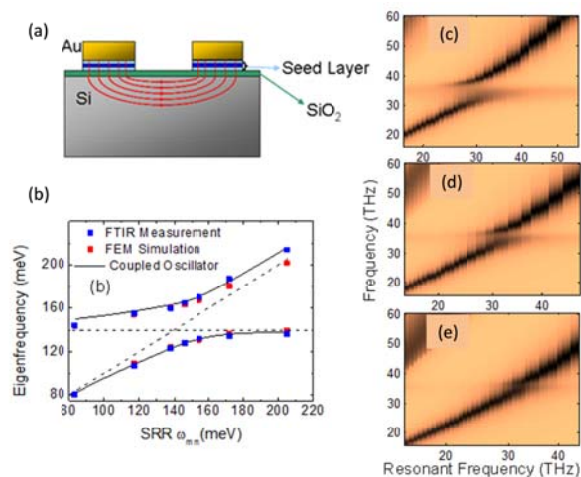 (a)
Au
Seed Layer
Si
SiO2
(b)
FTIR Measurement
FEM Simulation
Coupled Oscillator
(b)
Eigenfrequency (meV)
200
160
120
80
80 100 120 140 160 180 200 220
SRR ωmn(meV)
(c)
60
50
40
30
20
20 30 40 50
(d)
60
50
40
30
20
20 30 40
(e)
60
50
40
30
20
20 30 40
Frequency (THz)
Resonant Frequency (THz)